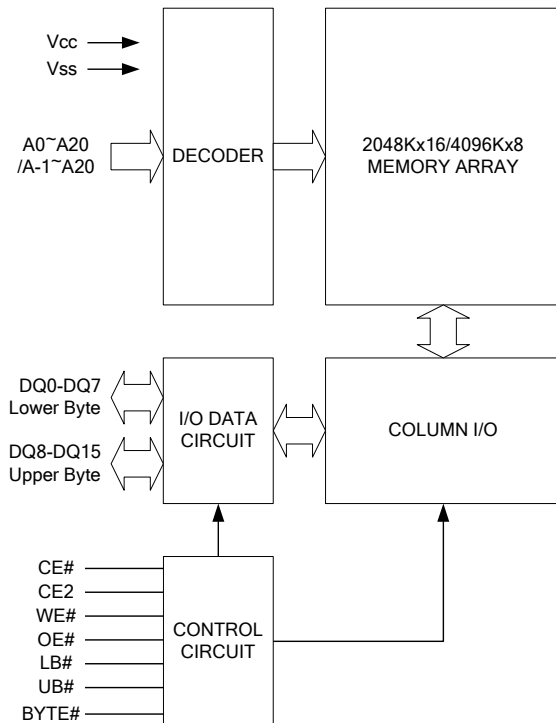 Vcc
Vss
A0~A20
/A-1~A20
DECODER
2048Kx16/4096Kx8
MEMORY ARRAY
DQ0-DQ7
Lower Byte
DQ8-DQ15
Upper Byte
I/O DATA
CIRCUIT
COLUMN I/O
CE#
CE2
WE#
OE#
LB#
UB#
BYTE#
CONTROL
CIRCUIT